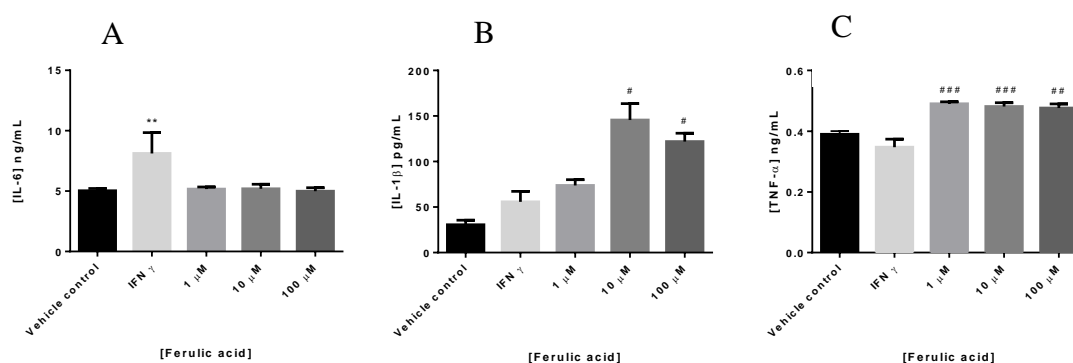 A
[IL-6] ng/mL
15
10
5
0
**
Vehicle control
IFN γ
1 μM
10 μM
100 μM
[Ferulic acid]
B
[IL-1β] pg/mL
200
150
100
50
0
#
#
Vehicle control
IFN γ
1 μM
10 μM
100 μM
[Ferulic acid]
C
[TNF-α] ng/mL
0.6
0.4
0.2
0.0
###
###
##
Vehicle control
IFN γ
1 μM
10 μM
100 μM
[Ferulic acid]